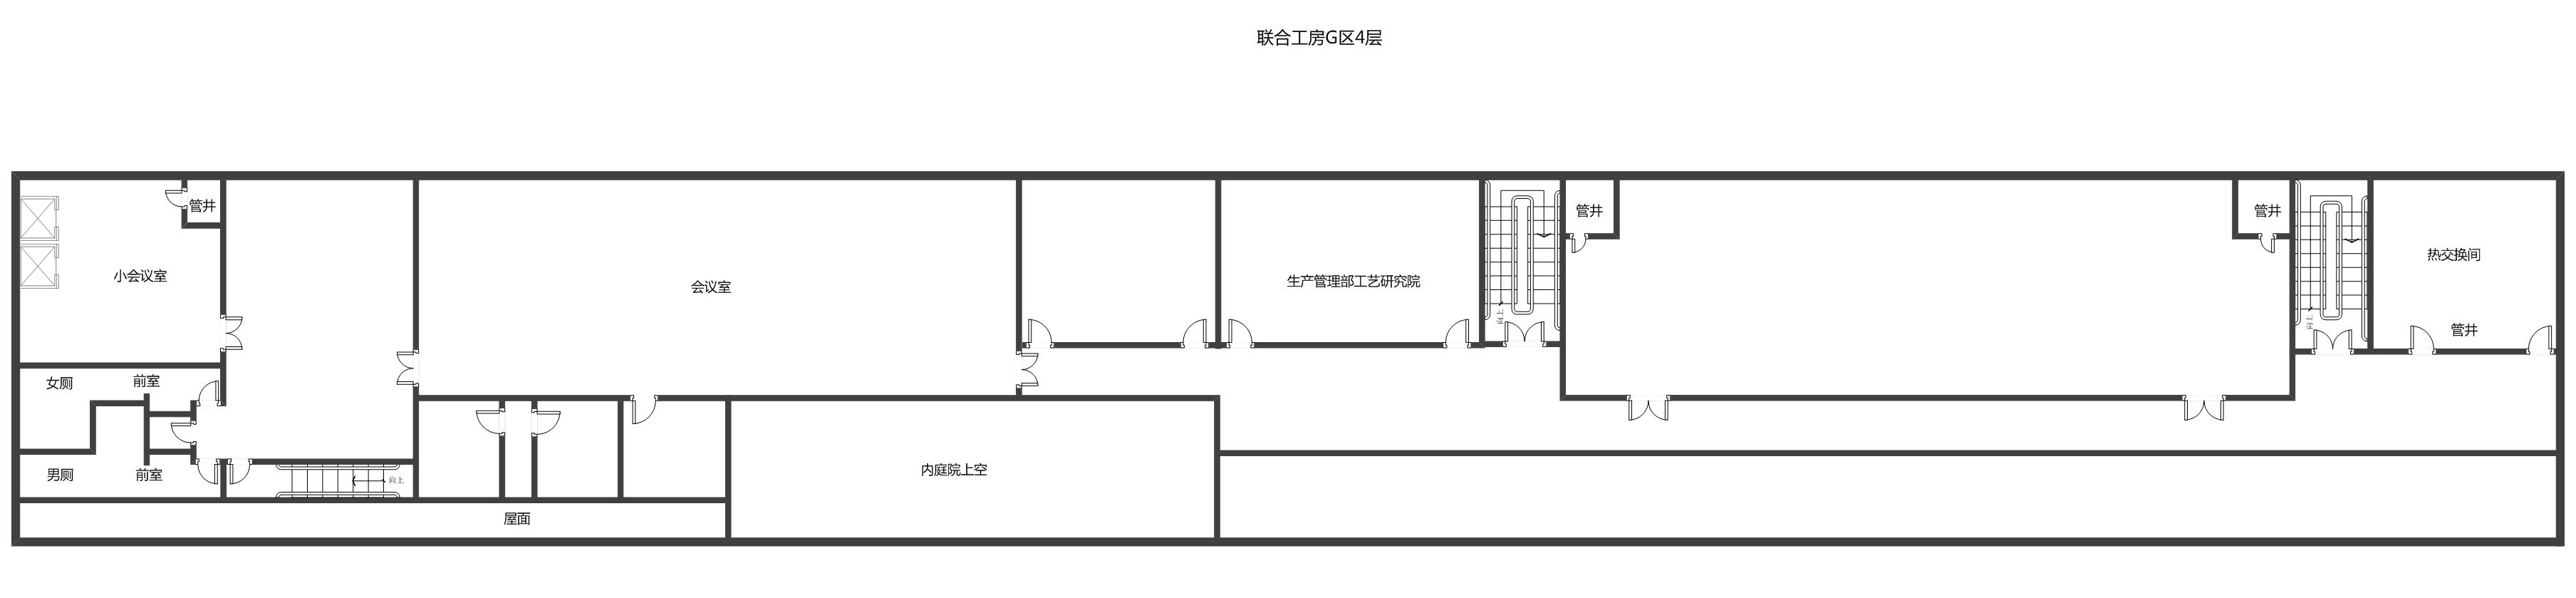 联合工房G区4层
管井
管井
管井
小会议室
会议室
生产管理部工艺研究院
热交换间
向上
向上
管井
女厕
前室
男厕
前室
向上
内庭院上空
屋面